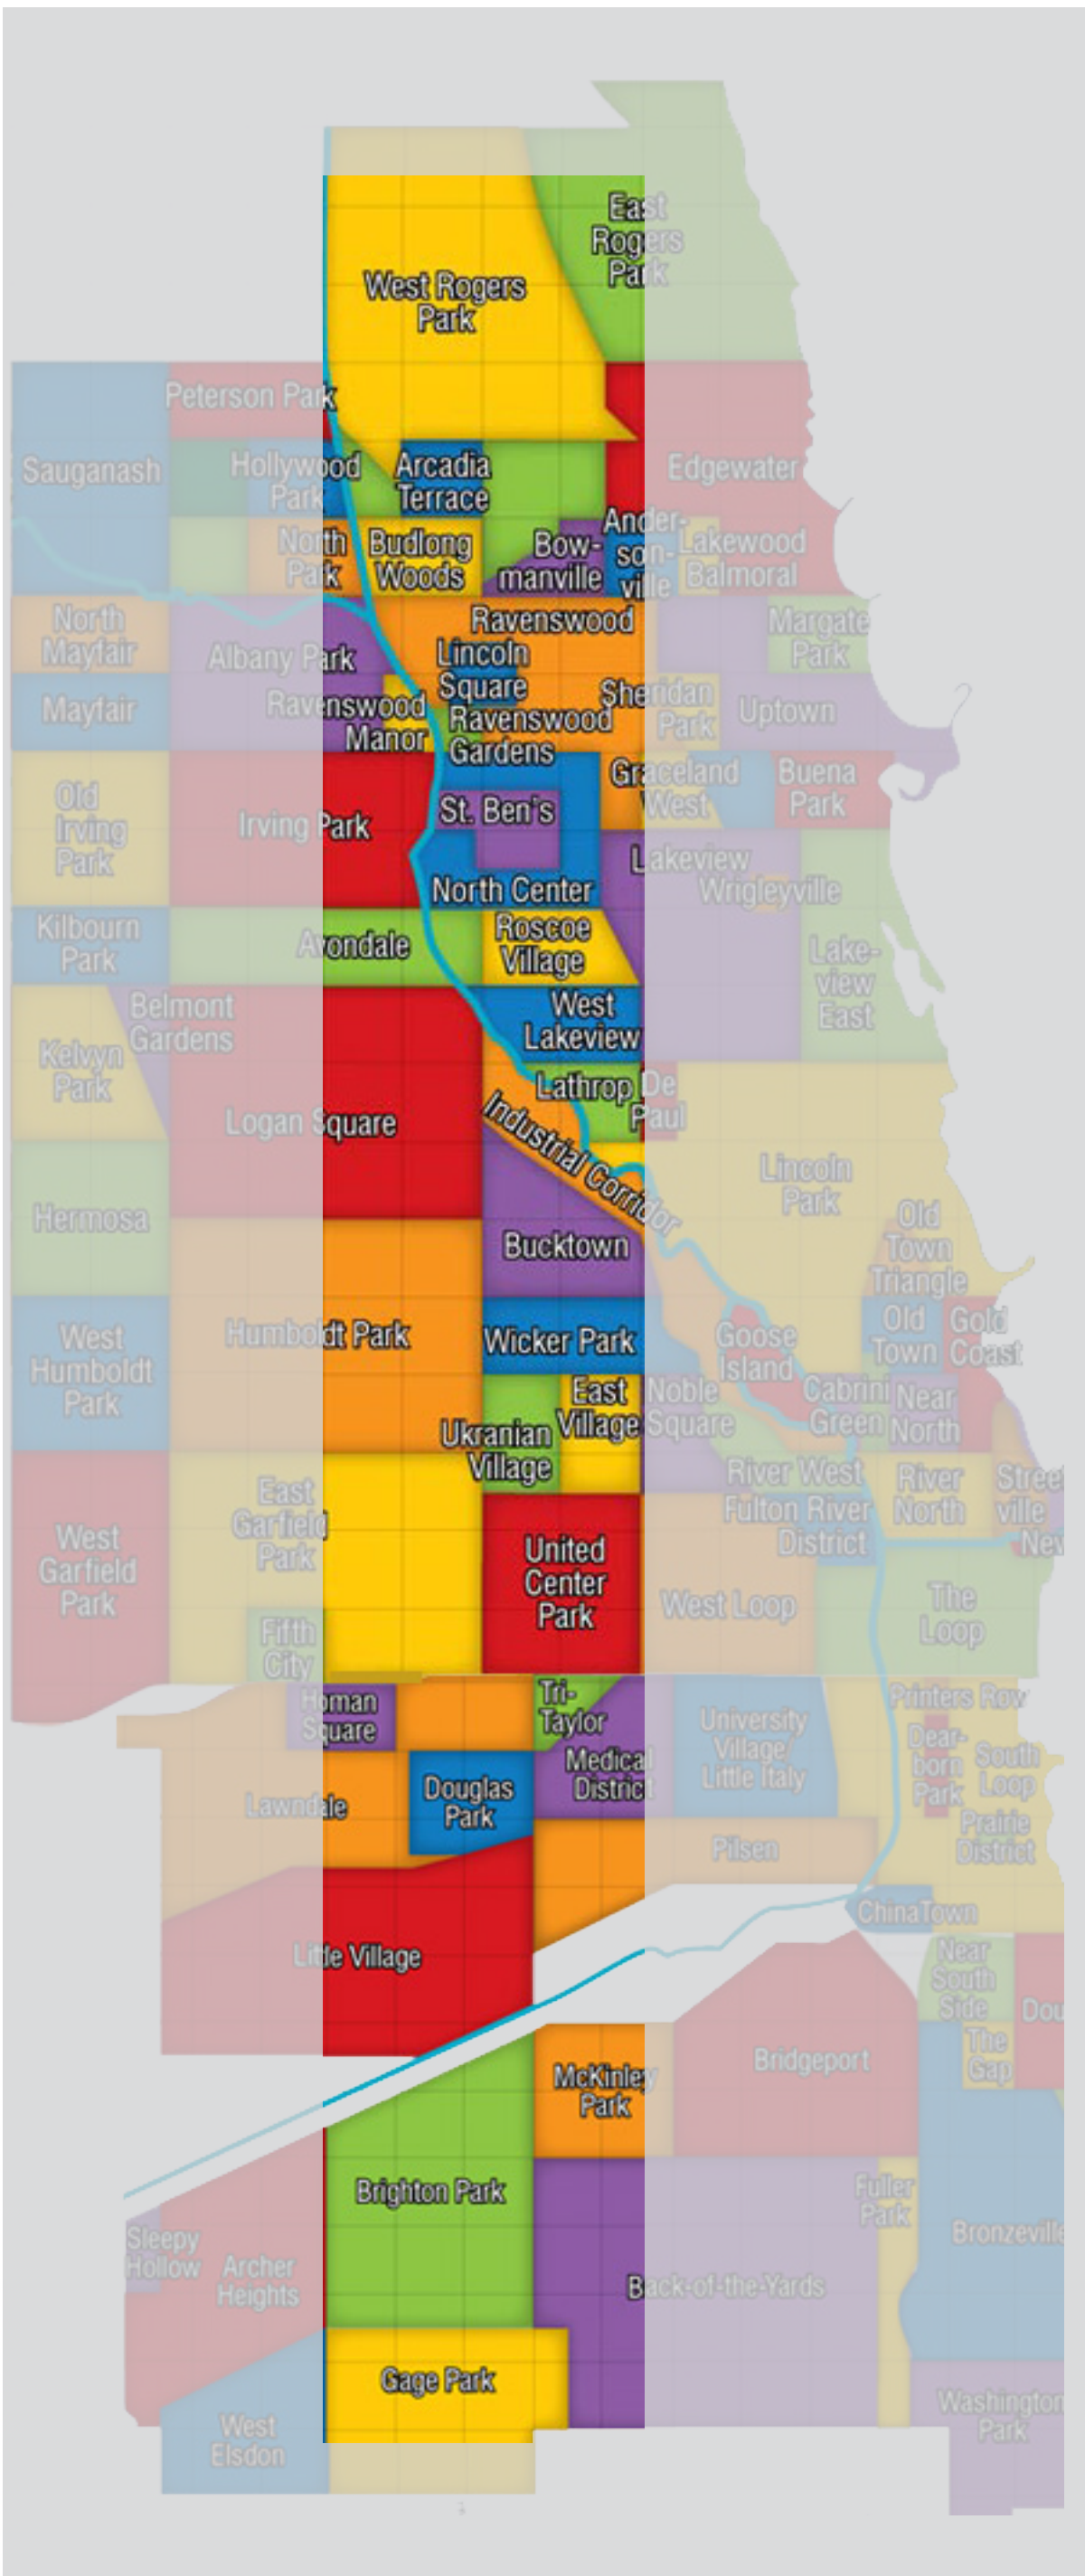 East
Rogers
Park
West Rogers
Park
Peterson Park
Sauganash
Hollywood
Park
Arcadia
Terrace
Edgewater
North
Park
Budlong
Woods
Bow-
manville
Ander-
son-
ville
Lakewood
Balmoral
North
Mayfair
Albany Park
Ravenswood
Lincoln
Square
Margate
Park
Mayfair
Ravenswood
Manor
Ravenswood
Gardens
Sheridan
Park
Uptown
Old
Irving
Park
Irving Park
St. Ben's
Graceland
West
Buena
Park
North Center
Lakeview
Wrigleyville
Kilbourn
Park
Avondale
Roscoe
Village
Lake-
view
East
Belmont
Gardens
West
Lakeview
Kelvyn
Park
Logan Square
Lathrop
De
Paul
Industrial Corridor
Lincoln
Park
Hermosa
Bucktown
Old
Town
Triangle
West
Humboldt
Park
Humboldt Park
Wicker Park
Goose
Island
Old
Town
Gold
Coast
East
Village
Noble
Square
Cabrini
Green
Near
North
Ukranian
Village
River West
River
North
Stree
ville
East
Garfield
Park
Fulton River
District
New
West
Garfield
Park
United
Center
Park
West Loop
The
Loop
Fifth
City
Homan
Square
Tri-
Taylor
University
Village/
Little Italy
Printers Row
Dear-
born
Park
South
Loop
Medical
District
Lawndale
Douglas
Park
Prairie
District
Pilsen
ChinaTown
Little Village
Near
South
Side
Dou
The
Gap
McKinley
Park
Bridgeport
Brighton Park
Fuller
Park
Sleepy
Hollow
Archer
Heights
Back-of-the-Yards
Bronzeville
Gage Park
Washington
Park
West
Elsdon